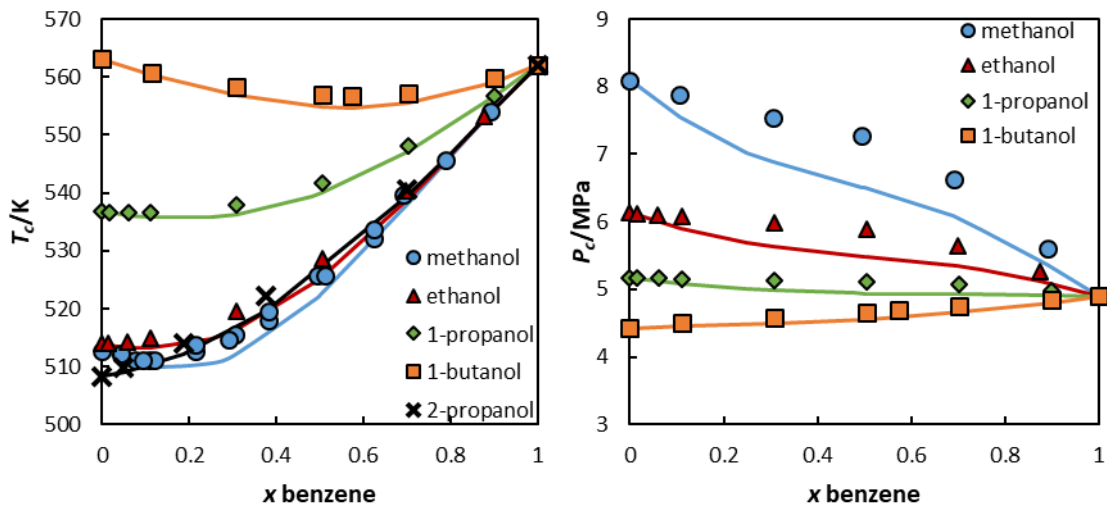 570
560
550
540
530
520
510
500
Tc/K
0
0.2
0.4
0.6
0.8
1
x benzene
methanol
ethanol
1-propanol
1-butanol
2-propanol
9
8
7
6
5
4
3
Pc/MPa
0
0.2
0.4
0.6
0.8
1
x benzene
methanol
ethanol
1-propanol
1-butanol